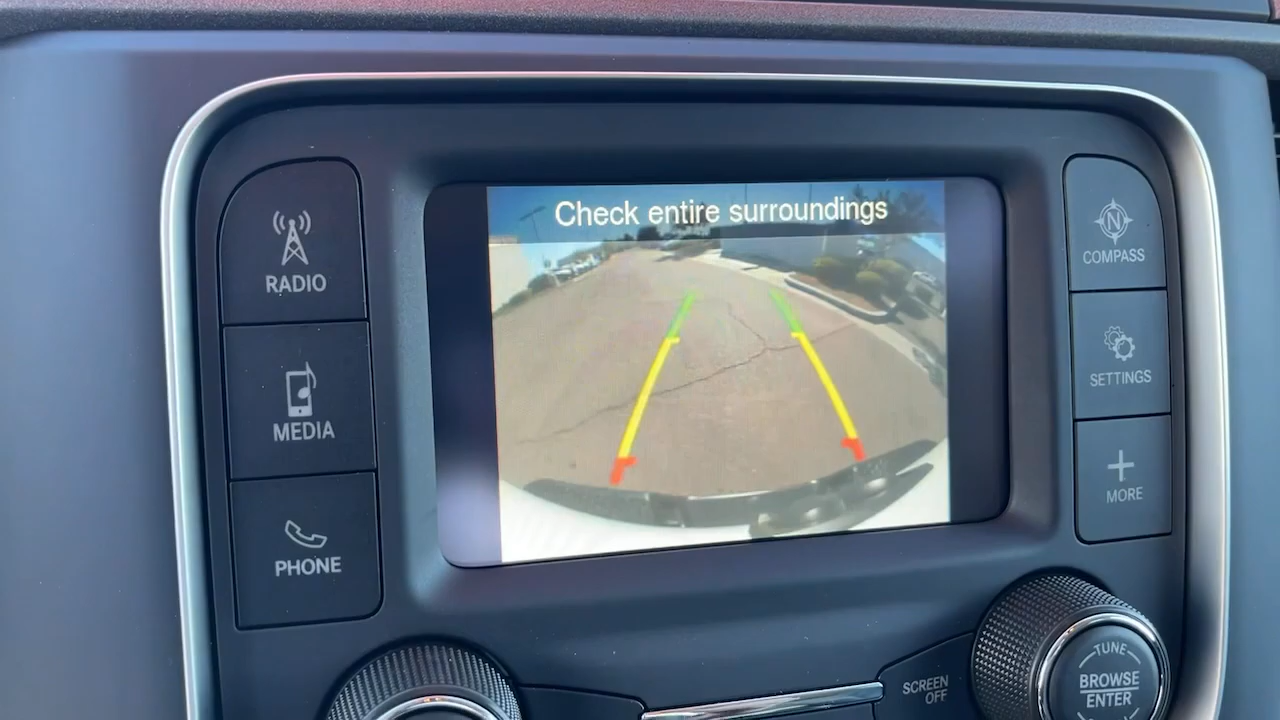 Check entire surroundings
RADIO
MEDIA
PHONE
N
COMPASS
SETTINGS
MORE
SCREEN
OFF
TUNE
BROWSE
ENTER